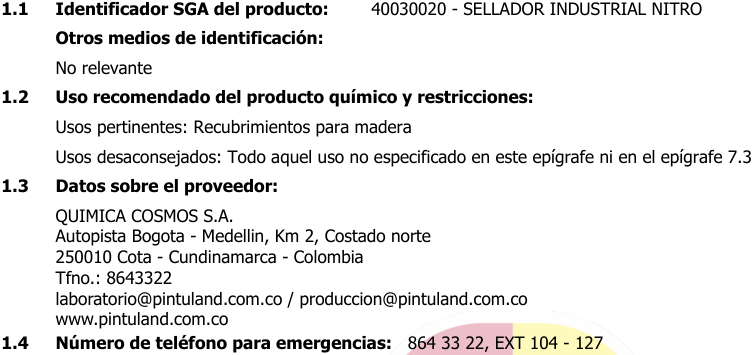 1.1 Identificador SGA del producto: 40030020 - SELLADOR INDUSTRIAL NITRO
Otros medios de identificación:
No relevante
1.2 Uso recomendado del producto químico y restricciones:
Usos pertinentes: Recubrimientos para madera
Usos desaconsejados: Todo aquel uso no especificado en este epígrafe ni en el epígrafe 7.3
1.3 Datos sobre el proveedor:
QUIMICA COSMOS S.A.
Autopista Bogota - Medellin, Km 2, Costado norte
250010 Cota - Cundinamarca - Colombia
Tfno.: 8643322
laboratorio@pintuland.com.co / produccion@pintuland.com.co
www.pintuland.com.co
1.4 Número de teléfono para emergencias: 864 33 22, EXT 104 - 127